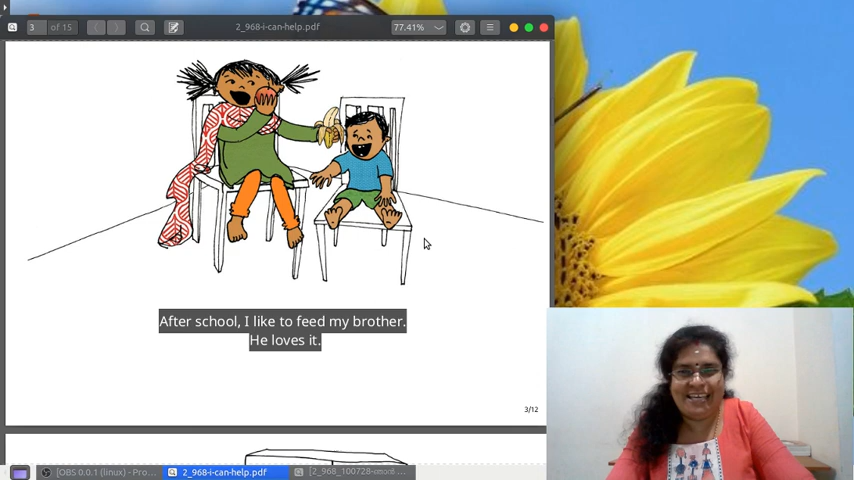 3
of 15
2_968-i-can-help.pdf
77.41%
After school, I like to feed my brother.
He loves it.
3/12
[OBS 0.0.1 (linux) - Pro...
2_968-i-can-help.pdf